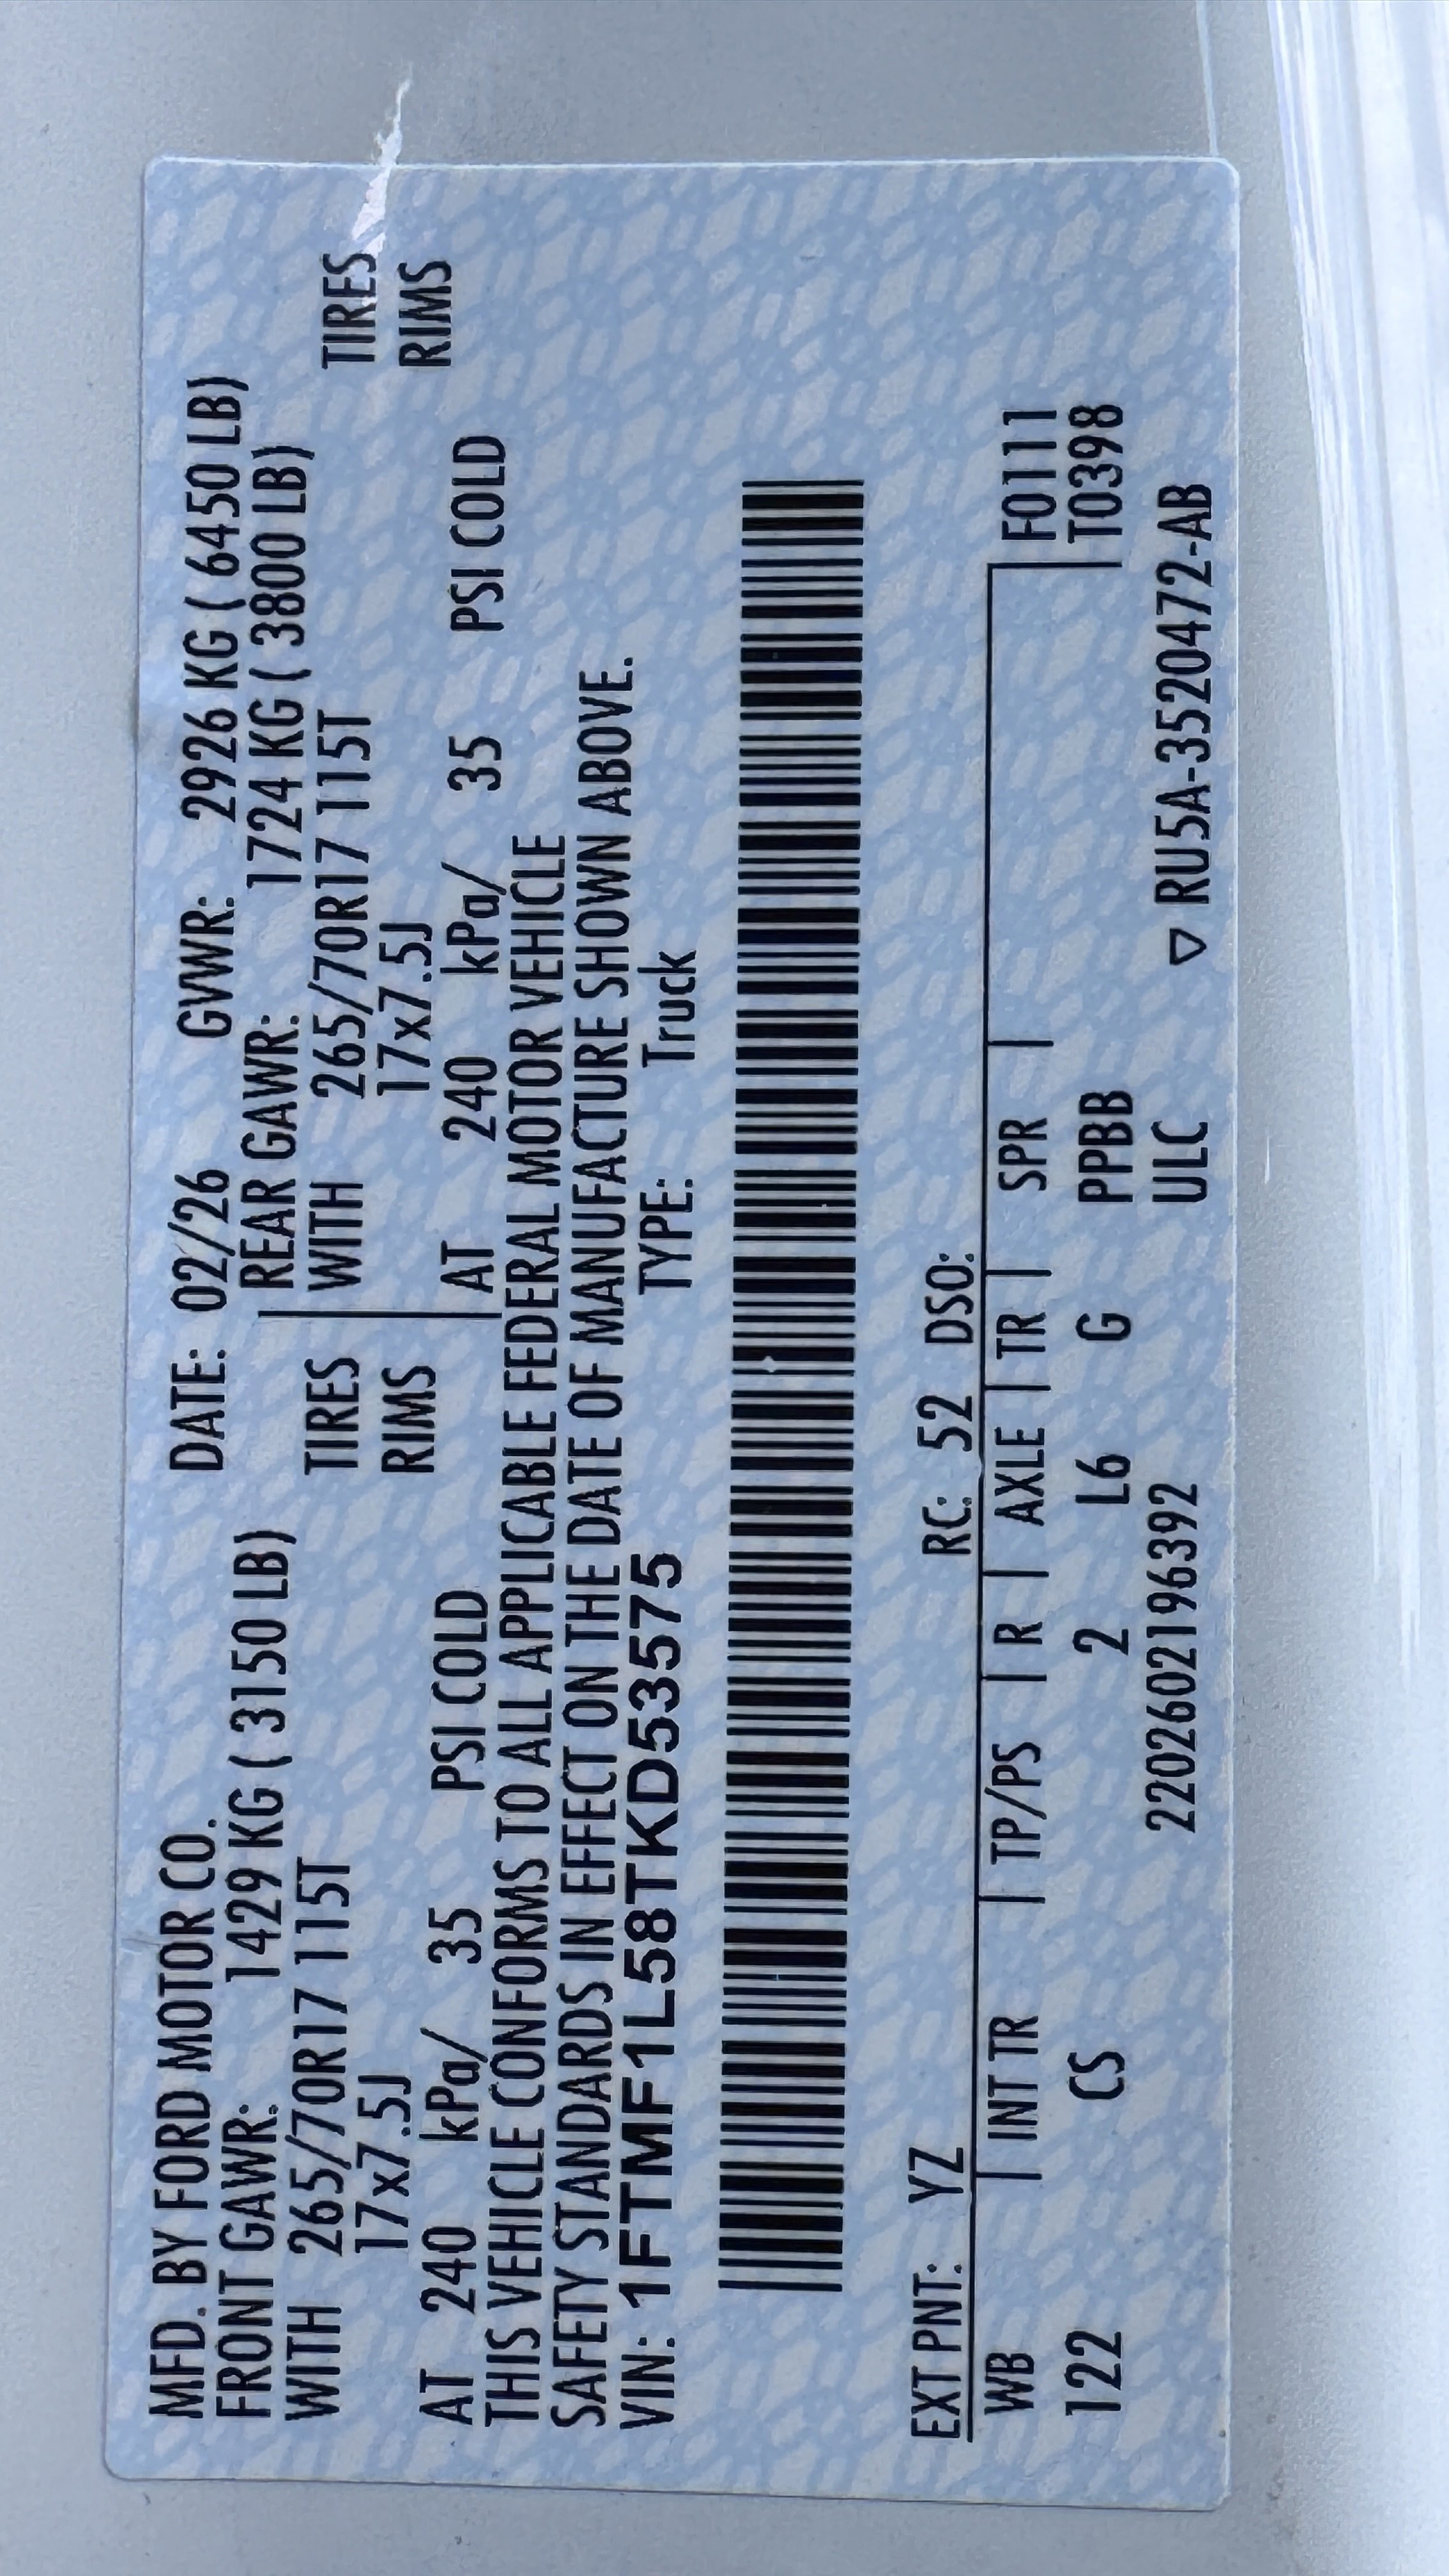 MFD. BY FORD MOTOR CO. DATE: 02/26 GVWR: 2926 KG ( 6450 LB)
FRONT GAWR: 1429 KG ( 3150 LB) REAR GAWR: 1724 KG ( 3800 LB)
WITH 265/70R17 115T TIRES WITH 265/70R17 115T TIRES
17x7.5J RIMS 17x7.5J RIMS
AT 240 kPa/ 35 PSI COLD AT 240 kPa/ 35 PSI COLD
THIS VEHICLE CONFORMS TO ALL APPLICABLE FEDERAL MOTOR VEHICLE
SAFETY STANDARDS IN EFFECT ON THE DATE OF MANUFACTURE SHOWN ABOVE.
VIN: 1FTMF1L58TKD53575 TYPE: Truck
EXT PNT: YZ RC: 52 DSO:
WB | INT TR | TP/PS | R | AXLE | TR | SPR | F0111
122 CS 2 L6 G PPBB T0398
2202602196392 ULC ▽ RU5A-3520472-AB